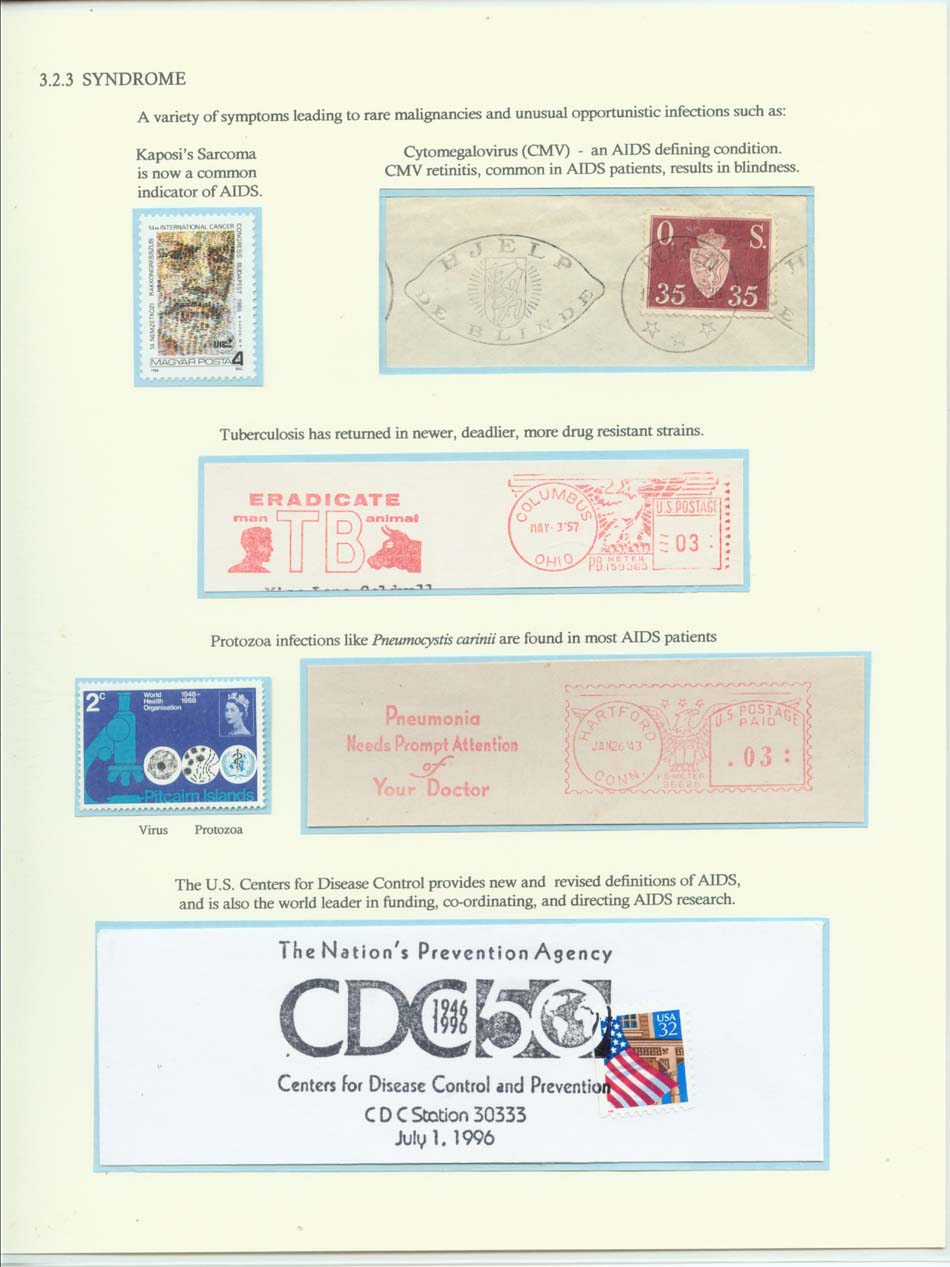 3.2.3 SYNDROME
A variety of symptoms leading to rare malignancies and unusual opportunistic infections such as:
Kaposi's Sarcoma
is now a common
indicator of AIDS.
Cytomegalovirus (CMV) - an AIDS defining condition.
CMV retinitis, common in AIDS patients, results in blindness.
14th INTERNATIONAL CANCER
CONGRESS BUDAPEST 1986
14 NEMZETKÖZI RÁKKONGRESSZUS
UICC
MAGYAR POSTA 4
1986
HJELP
DE BLINDE
O. S.
35 35
Tuberculosis has returned in newer, deadlier, more drug resistant strains.
ERADICATE
man TB animal
COLUMBUS
MAY-3'57
OHIO
U.S. POSTAGE
03
METER
PB.159363
Protozoa infections like Pneumocystis carinii are found in most AIDS patients
2c
World
Health
Organisation
1948-
1968
Pitcairn Islands
Virus Protozoa
Pneumonia
Needs Prompt Attention
of
Your Doctor
HARTFORD
JAN26'43
CONN.
U.S. POSTAGE
PAID
.03:
P.B. METER
The U.S. Centers for Disease Control provides new and revised definitions of AIDS,
and is also the world leader in funding, co-ordinating, and directing AIDS research.
The Nation's Prevention Agency
CDC 1946 1996 50
USA
32
Centers for Disease Control and Prevention
CDC Station 30333
July 1, 1996